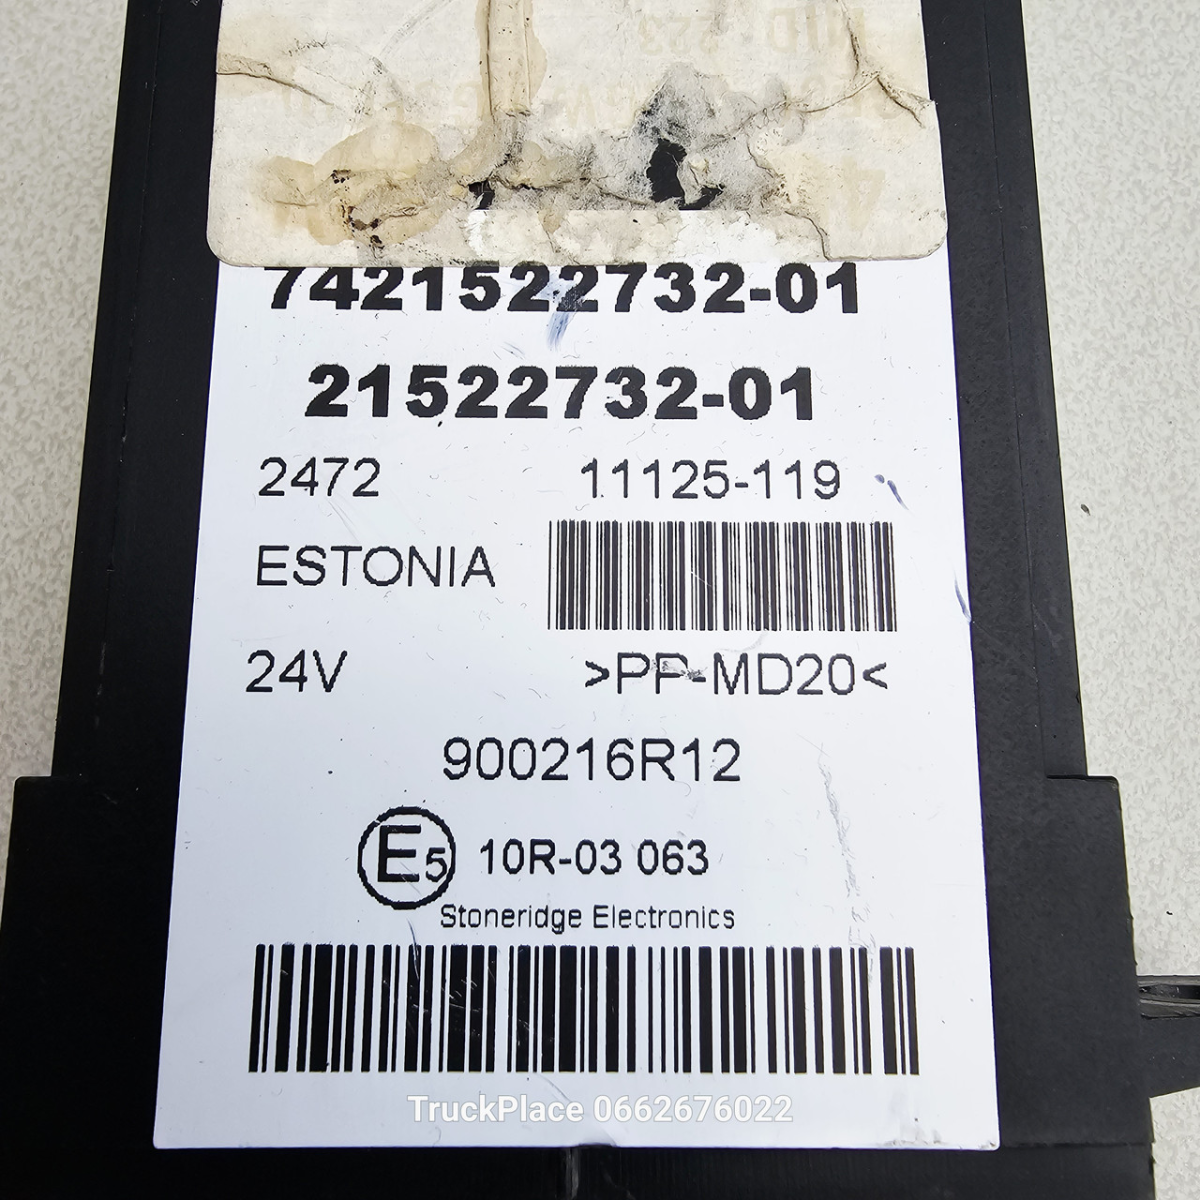 7421522732-01
21522732-01
2472 11125-119
ESTONIA
24V >PP-MD20<
900216R12
E5 10R-03 063
Stoneridge Electronics
TruckPlace 0662676022